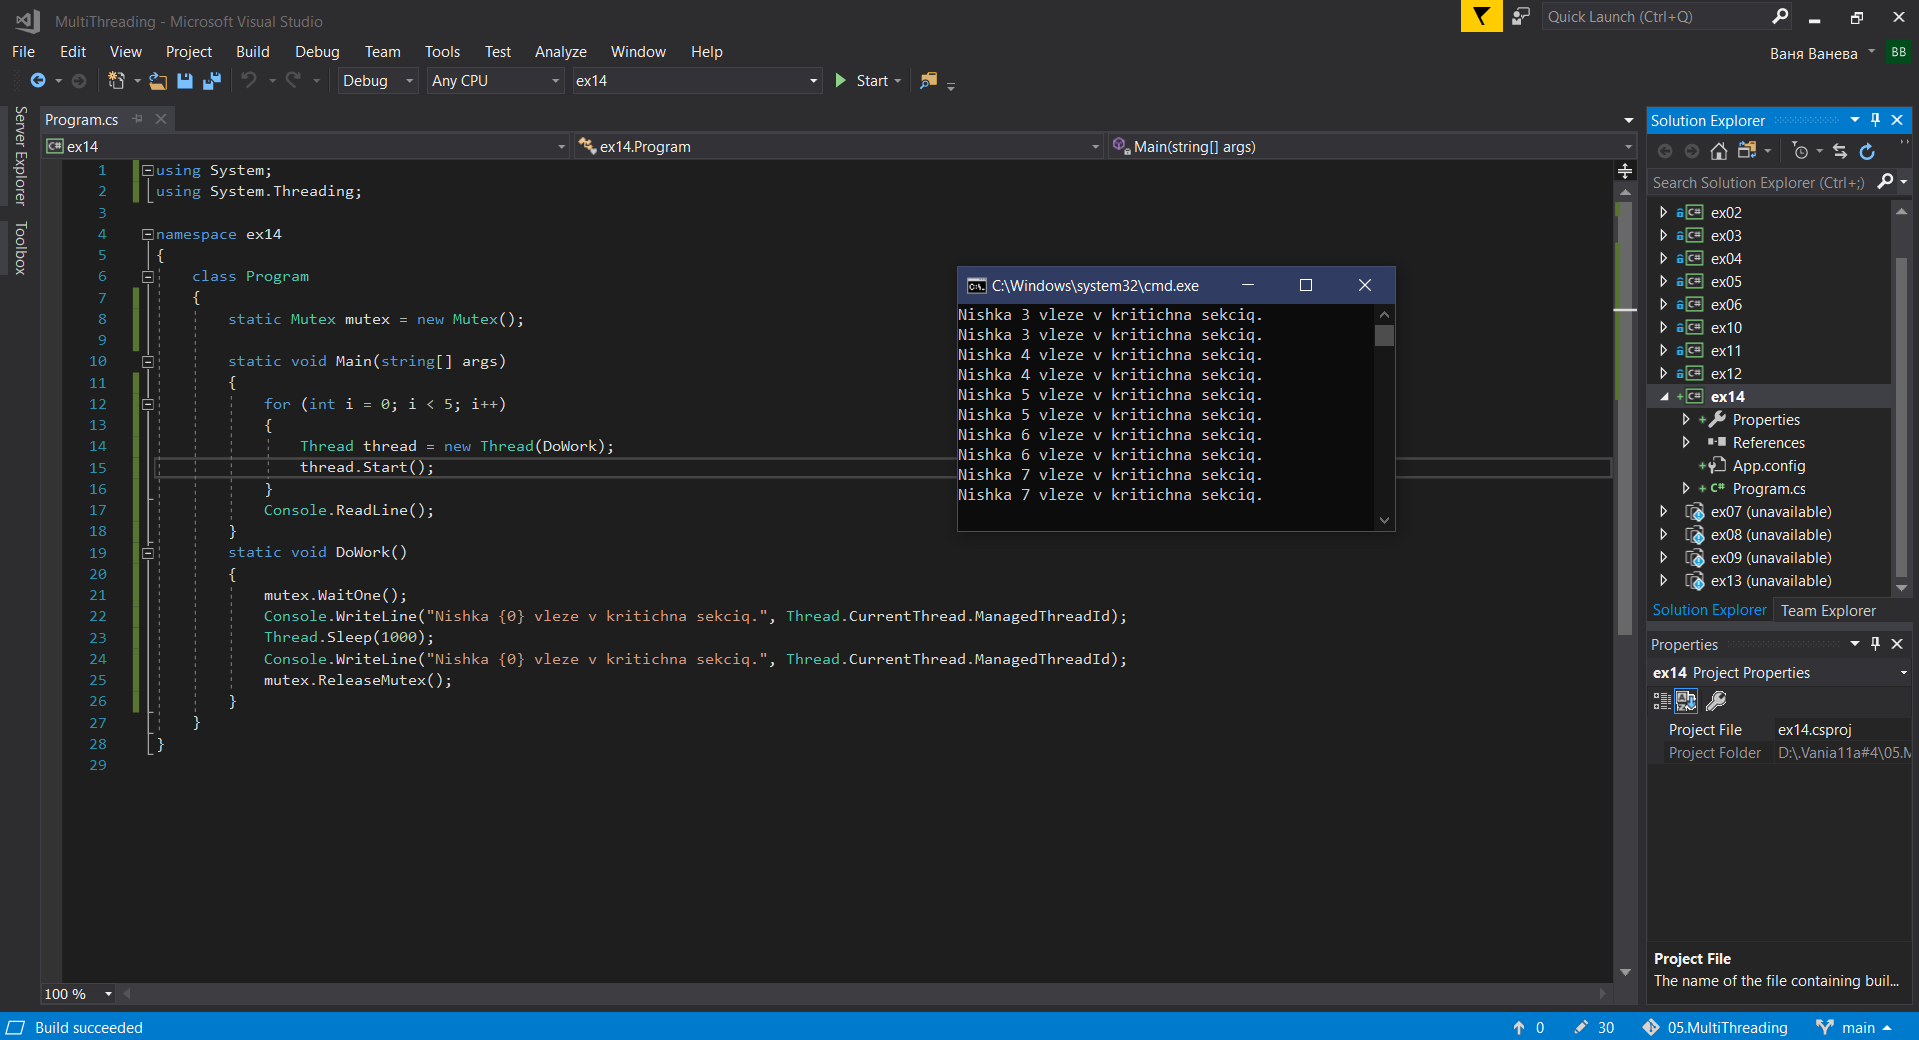 MultiThreading - Microsoft Visual Studio
Quick Launch (Ctrl+Q)
File Edit View Project Build Debug Team Tools Test Analyze Window Help
Ваня Ванева BB
Debug Any CPU ex14 Start
Server Explorer
Toolbox
Program.cs
C# ex14 ex14.Program Main(string[] args)
1 using System;
2 using System.Threading;
3
4 namespace ex14
5 {
6 class Program
7 {
8 static Mutex mutex = new Mutex();
9
10 static void Main(string[] args)
11 {
12 for (int i = 0; i < 5; i++)
13 {
14 Thread thread = new Thread(DoWork);
15 thread.Start();
16 }
17 Console.ReadLine();
18 }
19 static void DoWork()
20 {
21 mutex.WaitOne();
22 Console.WriteLine("Nishka {0} vleze v kritichna sekciq.", Thread.CurrentThread.ManagedThreadId);
23 Thread.Sleep(1000);
24 Console.WriteLine("Nishka {0} vleze v kritichna sekciq.", Thread.CurrentThread.ManagedThreadId);
25 mutex.ReleaseMutex();
26 }
27 }
28 }
29
100 %
C:\Windows\system32\cmd.exe
Nishka 3 vleze v kritichna sekciq.
Nishka 3 vleze v kritichna sekciq.
Nishka 4 vleze v kritichna sekciq.
Nishka 4 vleze v kritichna sekciq.
Nishka 5 vleze v kritichna sekciq.
Nishka 5 vleze v kritichna sekciq.
Nishka 6 vleze v kritichna sekciq.
Nishka 6 vleze v kritichna sekciq.
Nishka 7 vleze v kritichna sekciq.
Nishka 7 vleze v kritichna sekciq.
Solution Explorer
Search Solution Explorer (Ctrl+;)
C# ex02
C# ex03
C# ex04
C# ex05
C# ex06
C# ex10
C# ex11
C# ex12
C# ex14
Properties
References
App.config
C# Program.cs
ex07 (unavailable)
ex08 (unavailable)
ex09 (unavailable)
ex13 (unavailable)
Solution Explorer Team Explorer
Properties
ex14 Project Properties
Project File ex14.csproj
Project Folder D:\.Vania11a#4\05.M
Project File
The name of the file containing buil...
Build succeeded
0 30 05.MultiThreading main